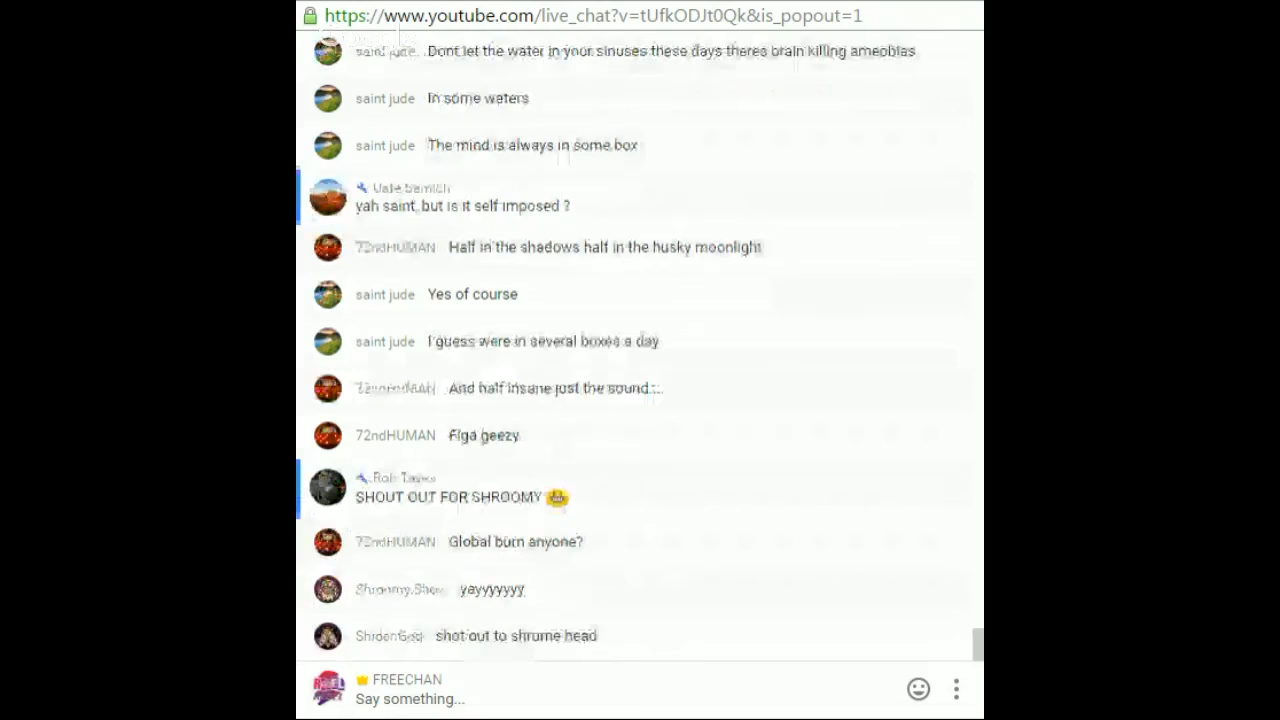 https://www.youtube.com/live_chat?v=tUfkODJt0Qk&is_popout=1
saint jude Dont let the water in your sinuses these days theres brain killing ameobias
saint jude In some waters
saint jude The mind is always in some box
yah saint, but is it self imposed ?
72ndHUMAN Half in the shadows half in the husky moonlight
saint jude Yes of course
saint jude I guess were in several boxes a day
72ndHUMAN And half insane just the sound....
72ndHUMAN Figa geezy
SHOUT OUT FOR SHROOMY
72ndHUMAN Global burn anyone?
yayyyyyyy
shot out to shrume head
FREECHAN
Say something...